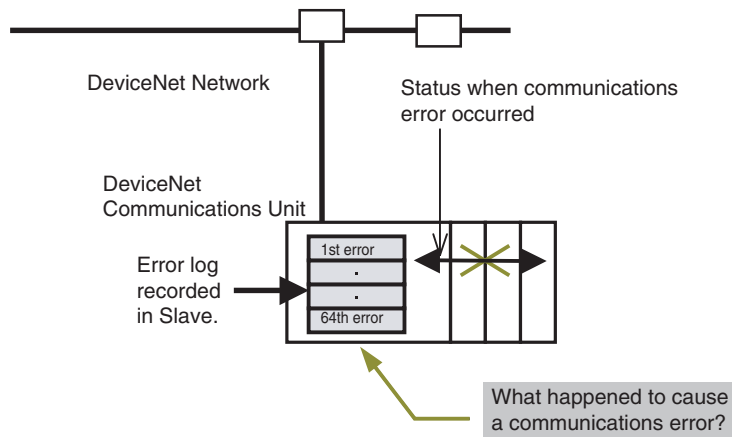 DeviceNet Network
Status when communications
error occurred
DeviceNet
Communications Unit
Error log
recorded
in Slave.
1st error
.
.
64th error
What happened to cause
a communications error?